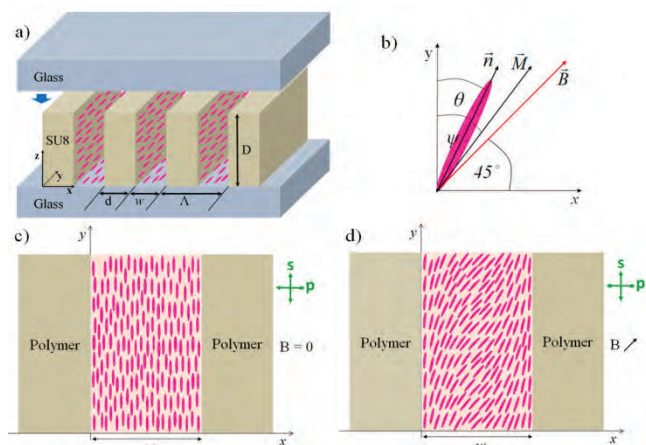 a)
Glass
SU8
D
z
y
x
d
w
Λ
Glass
b)
y
n
M
B
θ
ψ
45°
x
c)
y
s
p
Polymer
Polymer
B = 0
x
d)
y
s
p
Polymer
Polymer
B
x